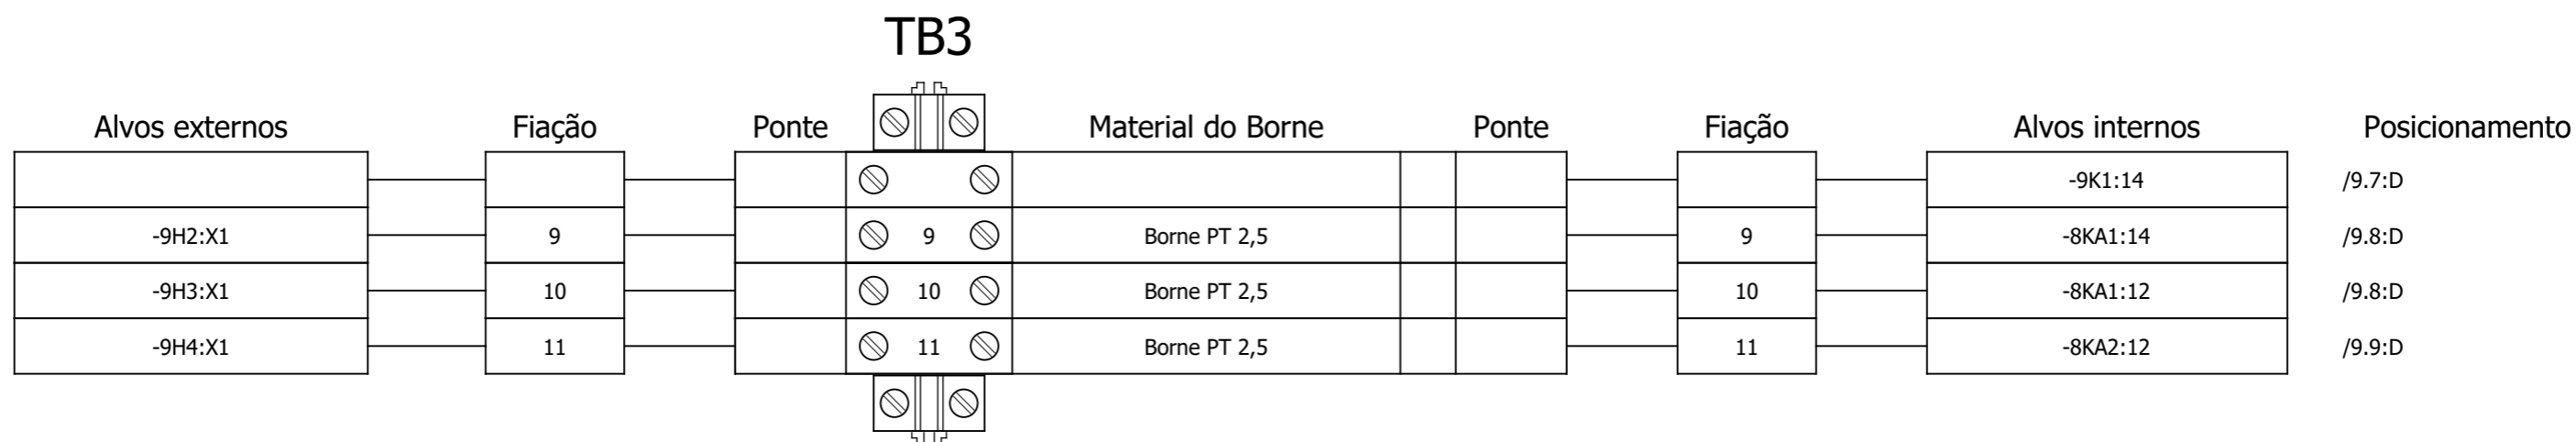 TB3
Alvos externos Fiação Ponte Material do Borne Ponte Fiação Alvos internos Posicionamento
-9K1:14 /9.7:D
-9H2:X1 9 9 Borne PT 2,5 9 -8KA1:14 /9.8:D
-9H3:X1 10 10 Borne PT 2,5 10 -8KA1:12 /9.8:D
-9H4:X1 11 11 Borne PT 2,5 11 -8KA2:12 /9.9:D